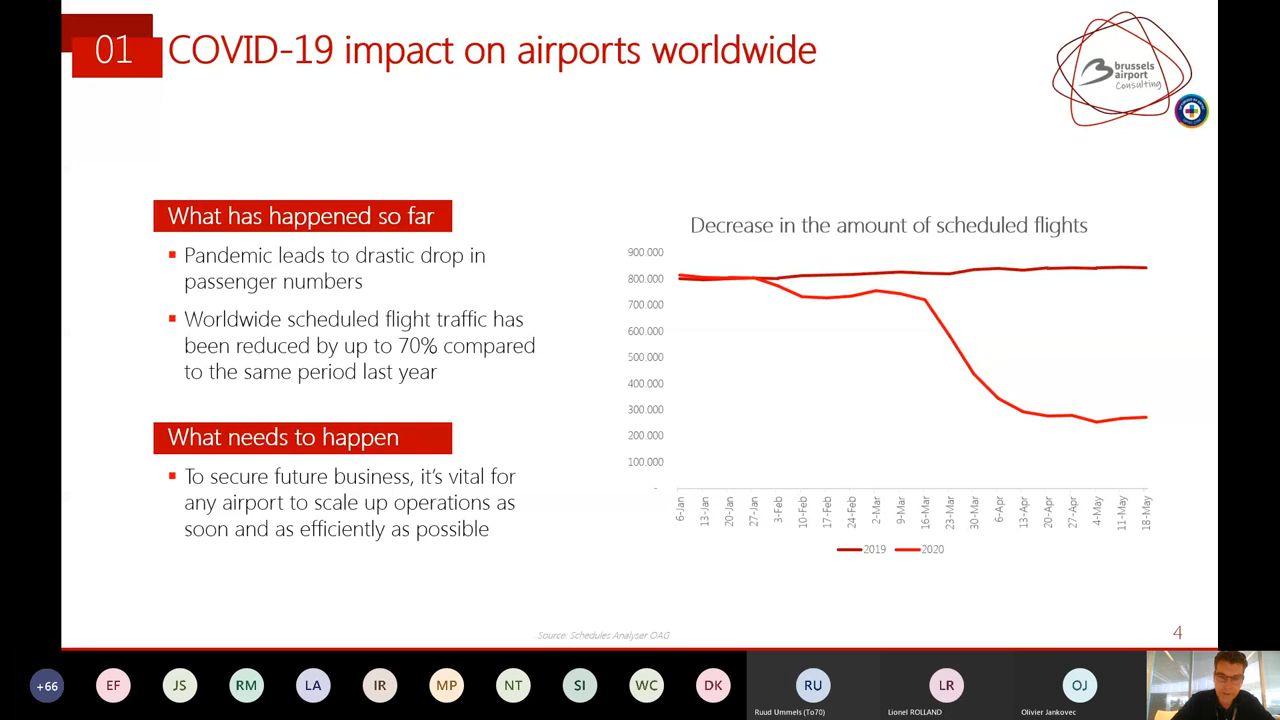 01 COVID-19 impact on airports worldwide
brussels
airport
Consulting
What has happened so far
Pandemic leads to drastic drop in
passenger numbers
Worldwide scheduled flight traffic has
been reduced by up to 70% compared
to the same period last year
What needs to happen
To secure future business, it's vital for
any airport to scale up operations as
soon and as efficiently as possible
Decrease in the amount of scheduled flights
900.000
800.000
700.000
600.000
500.000
400.000
300.000
200.000
100.000
-
6-Jan
13-Jan
20-Jan
27-Jan
3-Feb
10-Feb
17-Feb
24-Feb
2-Mar
9-Mar
16-Mar
23-Mar
30-Mar
6-Apr
13-Apr
20-Apr
27-Apr
4-May
11-May
18-May
2019 2020
Source: Schedules Analyser OAG
4
+66 EF JS RM LA IR MP NT SI WC DK RU LR OJ
Ruud Ummels (To70) Lionel ROLLAND Olivier Jankovec